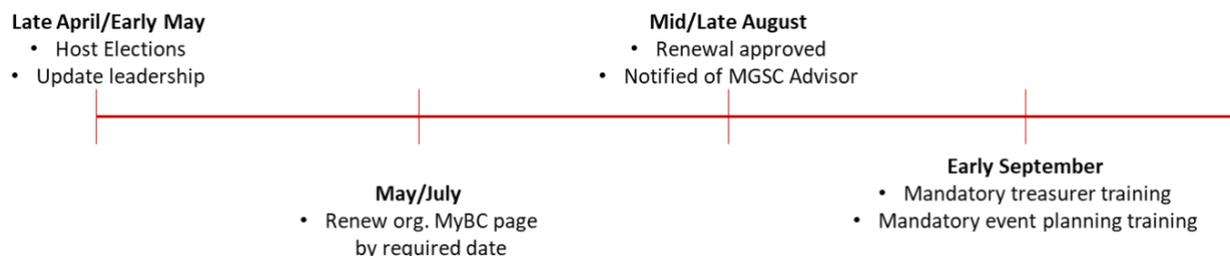 Late April/Early May
• Host Elections
• Update leadership
May/July
• Renew org. MyBC page
by required date
Mid/Late August
• Renewal approved
• Notified of MGSC Advisor
Early September
• Mandatory treasurer training
• Mandatory event planning training